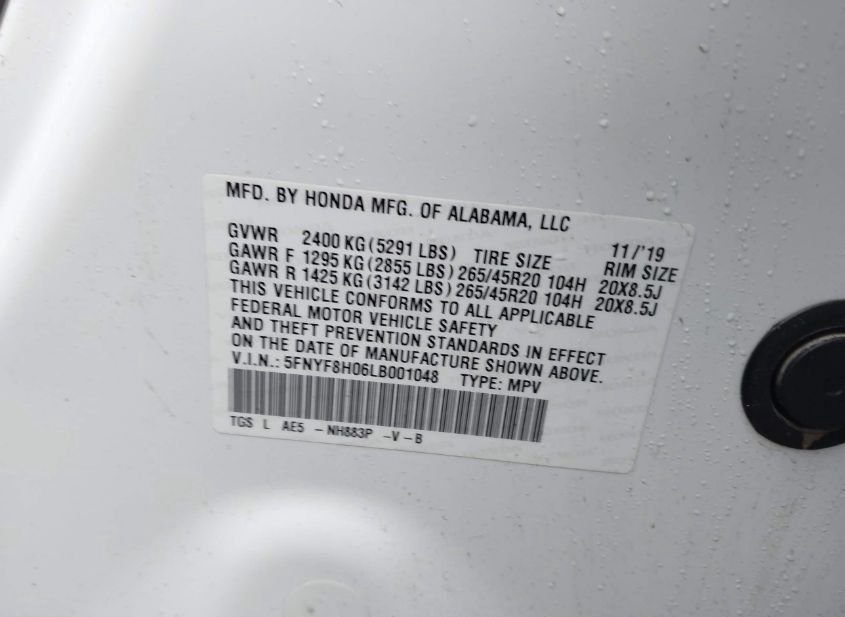 MFD. BY HONDA MFG. OF ALABAMA, LLC
11/'19
GVWR 2400 KG (5291 LBS) TIRE SIZE RIM SIZE
GAWR F 1295 KG (2855 LBS) 265/45R20 104H 20X8.5J
GAWR R 1425 KG (3142 LBS) 265/45R20 104H 20X8.5J
THIS VEHICLE CONFORMS TO ALL APPLICABLE
FEDERAL MOTOR VEHICLE SAFETY
AND THEFT PREVENTION STANDARDS IN EFFECT
ON THE DATE OF MANUFACTURE SHOWN ABOVE.
V.I.N.: 5FNYF8H06LB001048 TYPE: MPV
TGS L AE5 - NH883P -V - B